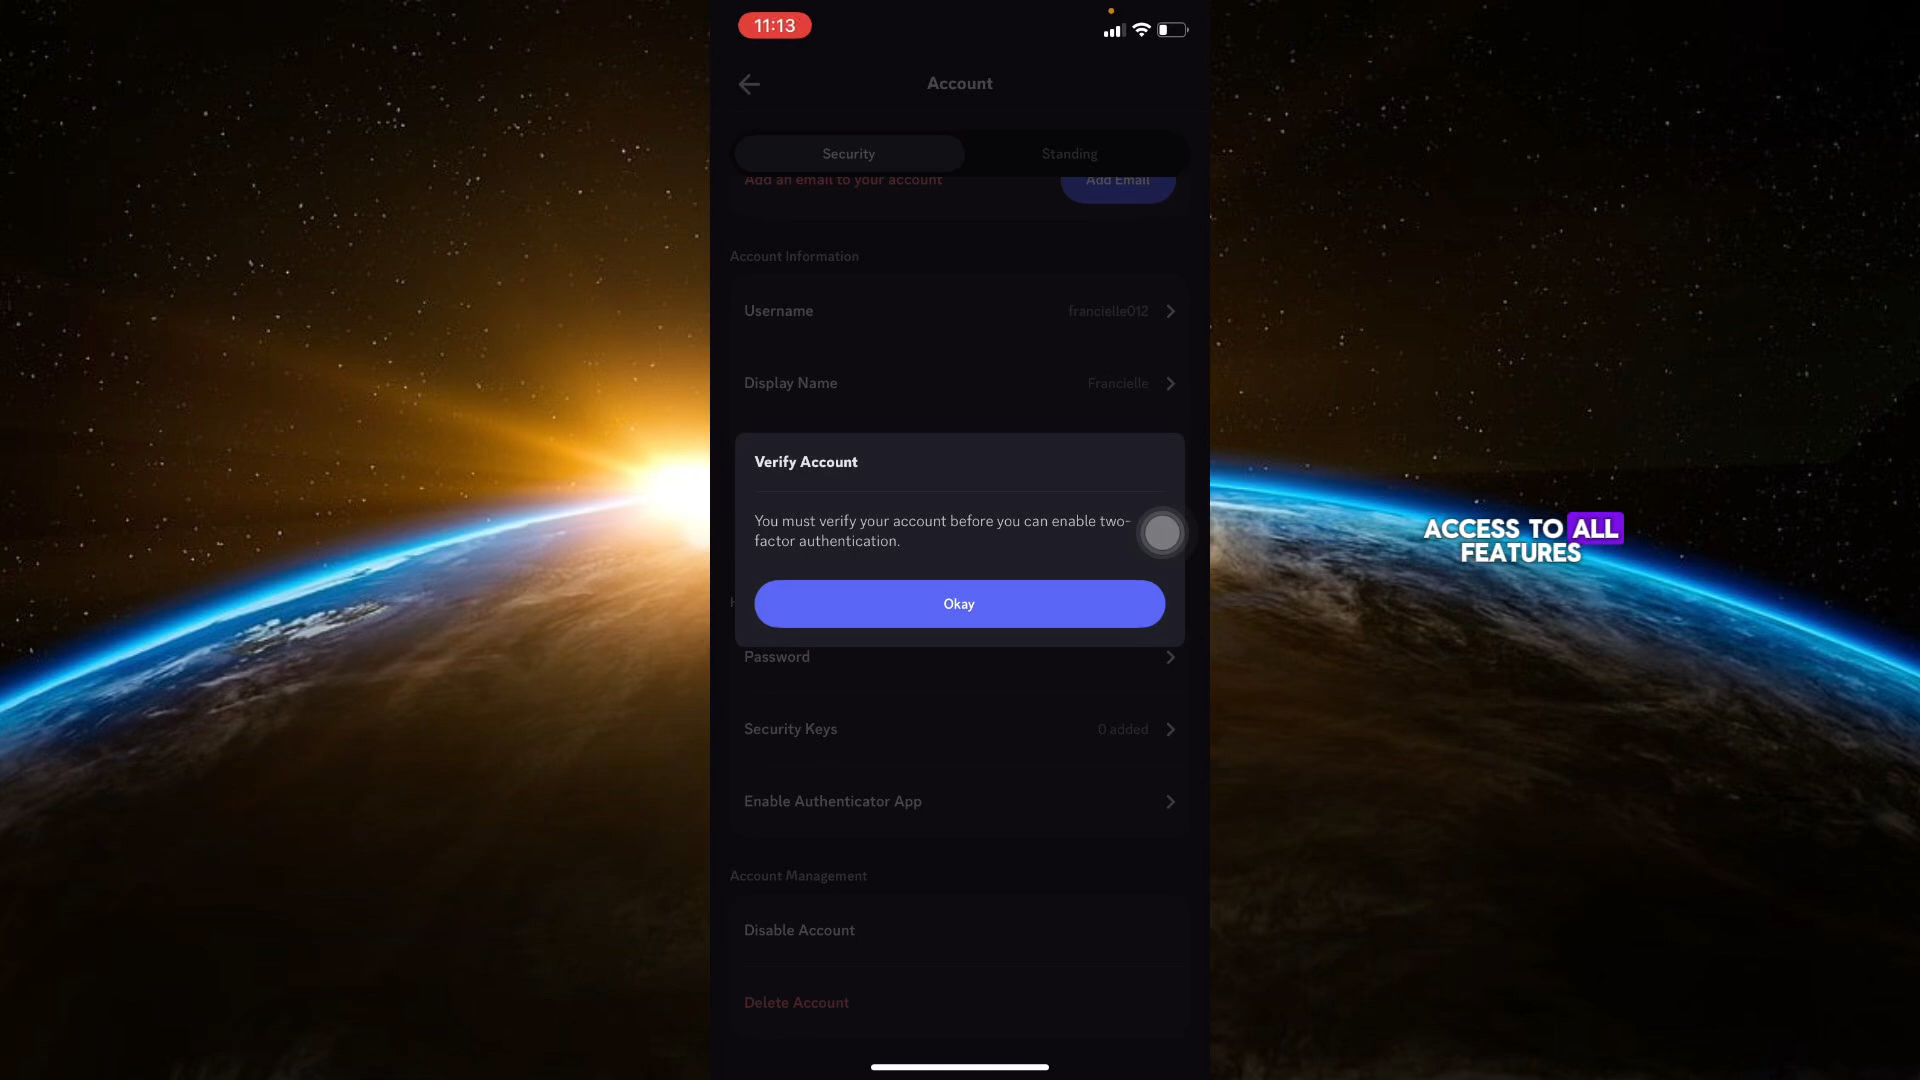 11:13
Account
Security
Standing
Add an email to your account
Add Email
Account Information
Username
francielle012
Display Name
Francielle
Verify Account
You must verify your account before you can enable two-
factor authentication.
Okay
Password
Security Keys
0 added
Enable Authenticator App
Account Management
Disable Account
Delete Account
ACCESS TO ALL
FEATURES